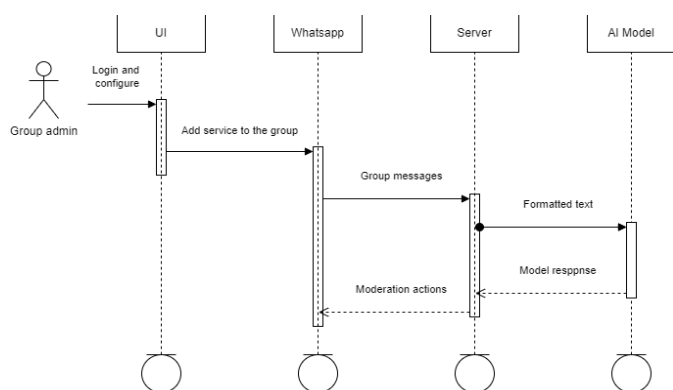 UI
Whatsapp
Server
AI Model
Login and
configure
Group admin
Add service to the group
Group messages
Formatted text
Model resppnse
Moderation actions